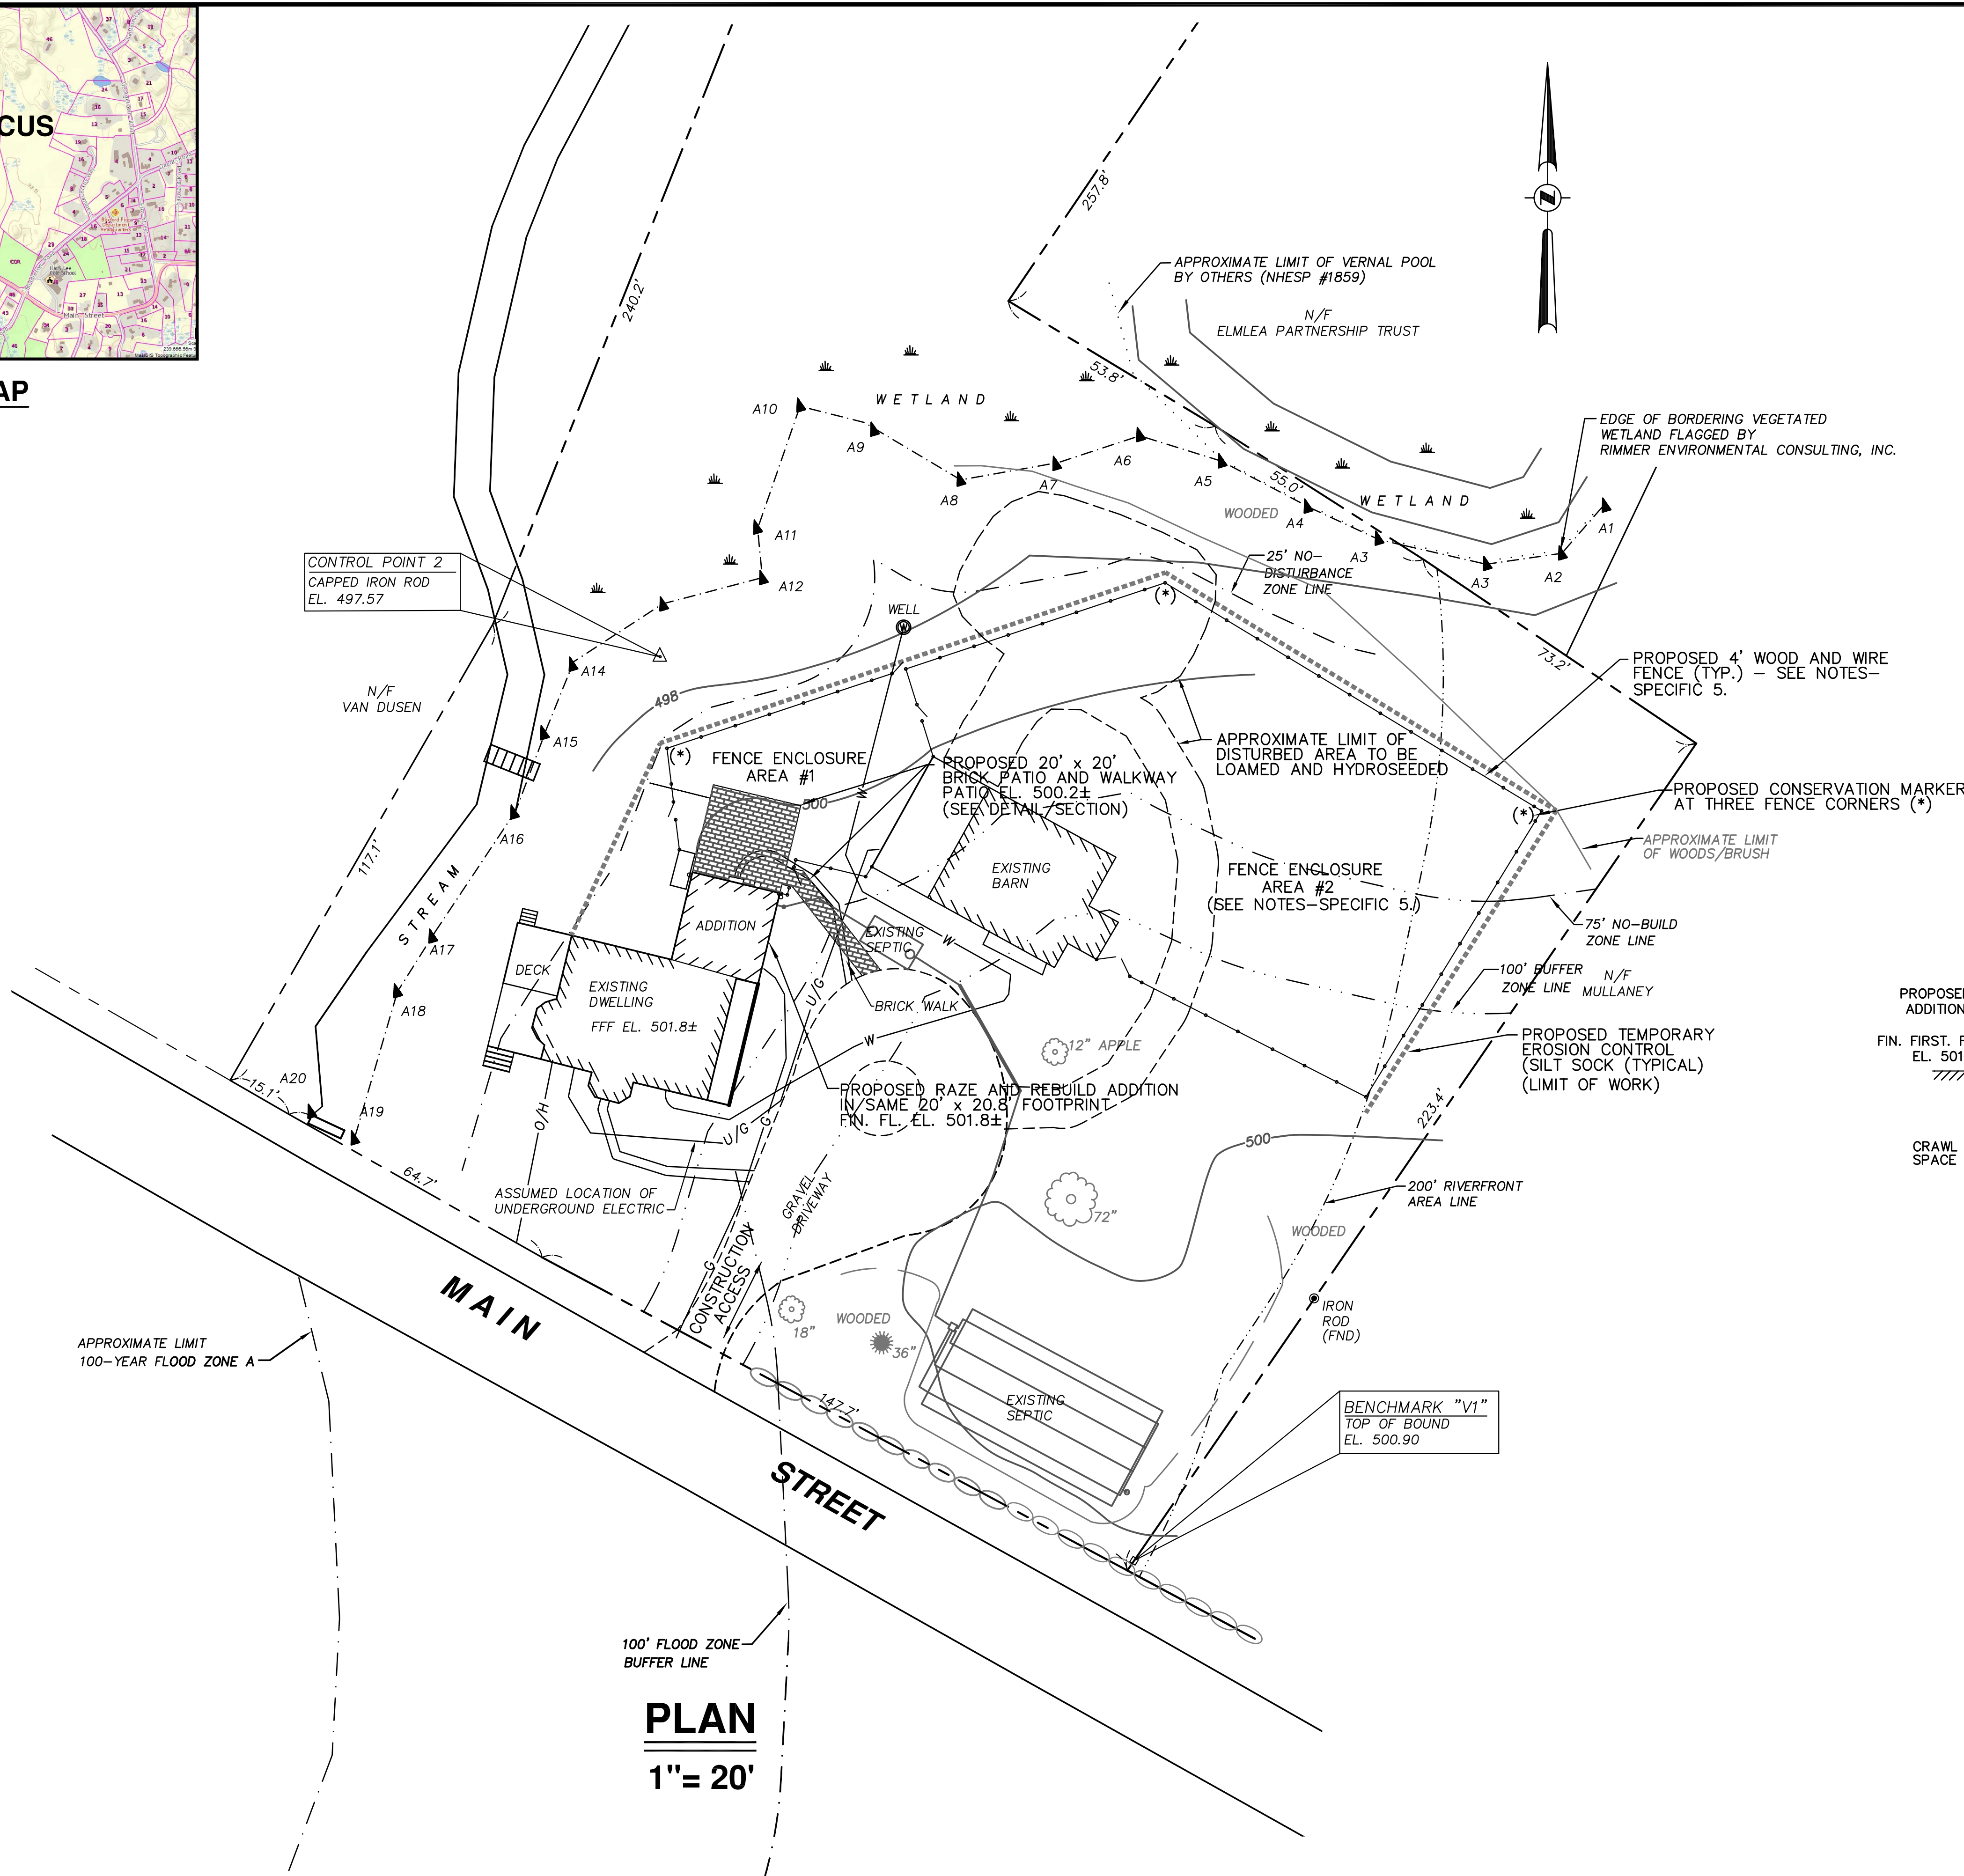 CUS
AP
257.8'
240.2'
APPROXIMATE LIMIT OF VERNAL POOL
BY OTHERS (NHESP #1859)
N/F
ELMLEA PARTNERSHIP TRUST
N
53.8'
WETLAND
A10
A9
A8
A7
A6
A5
A4
A3
A3
A2
A1
55.0'
WETLAND
WOODED
EDGE OF BORDERING VEGETATED
WETLAND FLAGGED BY
RIMMER ENVIRONMENTAL CONSULTING, INC.
A11
A12
25' NO-
DISTURBANCE
ZONE LINE
CONTROL POINT 2
CAPPED IRON ROD
EL. 497.57
WELL
W
(*)
A14
A15
N/F
VAN DUSEN
498
73.2'
PROPOSED 4' WOOD AND WIRE
FENCE (TYP.) – SEE NOTES–
SPECIFIC 5.
(*)
FENCE ENCLOSURE
AREA #1
PROPOSED 20' x 20'
BRICK PATIO AND WALKWAY
PATIO EL. 500.2±
(SEE DETAIL/SECTION)
500
W
APPROXIMATE LIMIT OF
DISTURBED AREA TO BE
LOAMED AND HYDROSEEDED
PROPOSED CONSERVATION MARKER
AT THREE FENCE CORNERS (*)
(*)
APPROXIMATE LIMIT
OF WOODS/BRUSH
A16
117.1'
STREAM
A17
EXISTING
BARN
FENCE ENCLOSURE
AREA #2
(SEE NOTES–SPECIFIC 5.)
ADDITION
EXISTING
SEPTIC
W
75' NO–BUILD
ZONE LINE
DECK
EXISTING
DWELLING
FFF EL. 501.8±
U/G
BRICK WALK
100' BUFFER
ZONE LINE
N/F
MULLANEY
A18
W
12" APPLE
PROPOSED TEMPORARY
EROSION CONTROL
(SILT SOCK (TYPICAL)
(LIMIT OF WORK)
PROPOSED
ADDITION
FIN. FIRST. F
EL. 501
CRAWL
SPACE
A20
15.1'
A19
O/H
PROPOSED RAZE AND REBUILD ADDITION
IN SAME 20' x 20.8' FOOTPRINT
FIN. FL. EL. 501.8±
U/G
G
223.4'
500
64.7'
ASSUMED LOCATION OF
UNDERGROUND ELECTRIC
GRAVEL
DRIVEWAY
72"
200' RIVERFRONT
AREA LINE
WOODED
G
CONSTRUCTION
ACCESS
18"
WOODED
36"
IRON
ROD
(FND)
MAIN
STREET
APPROXIMATE LIMIT
100–YEAR FLOOD ZONE A
147.7'
EXISTING
SEPTIC
BENCHMARK "V1"
TOP OF BOUND
EL. 500.90
100' FLOOD ZONE
BUFFER LINE
PLAN
1"= 20'